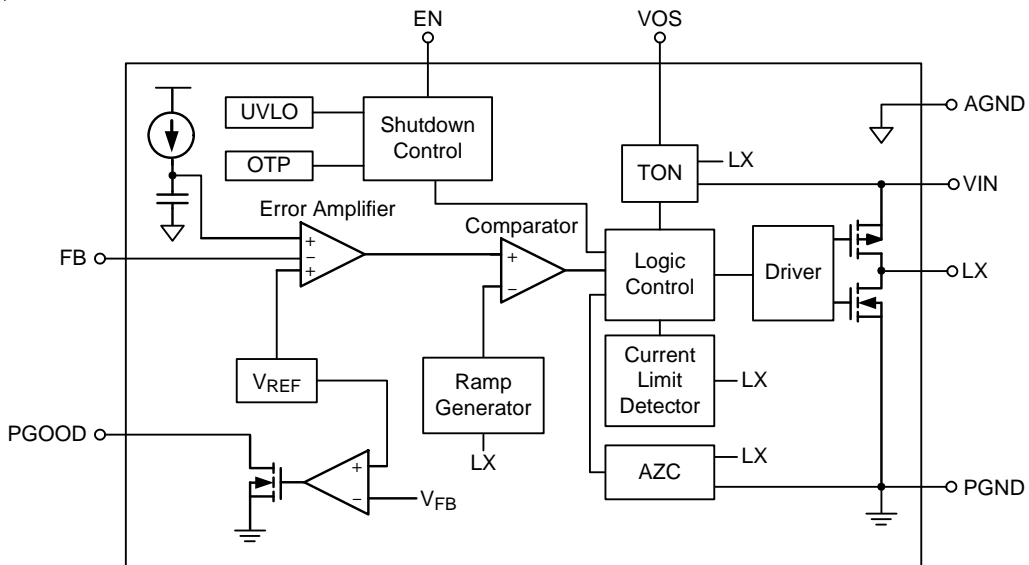 EN
VOS
UVLO
OTP
Shutdown
Control
AGND
TON
LX
VIN
Error Amplifier
Comparator
FB
+
−
+
+
−
Logic
Control
Driver
LX
VREF
Ramp
Generator
LX
Current
Limit
Detector
LX
PGOOD
+
−
VFB
AZC
LX
PGND